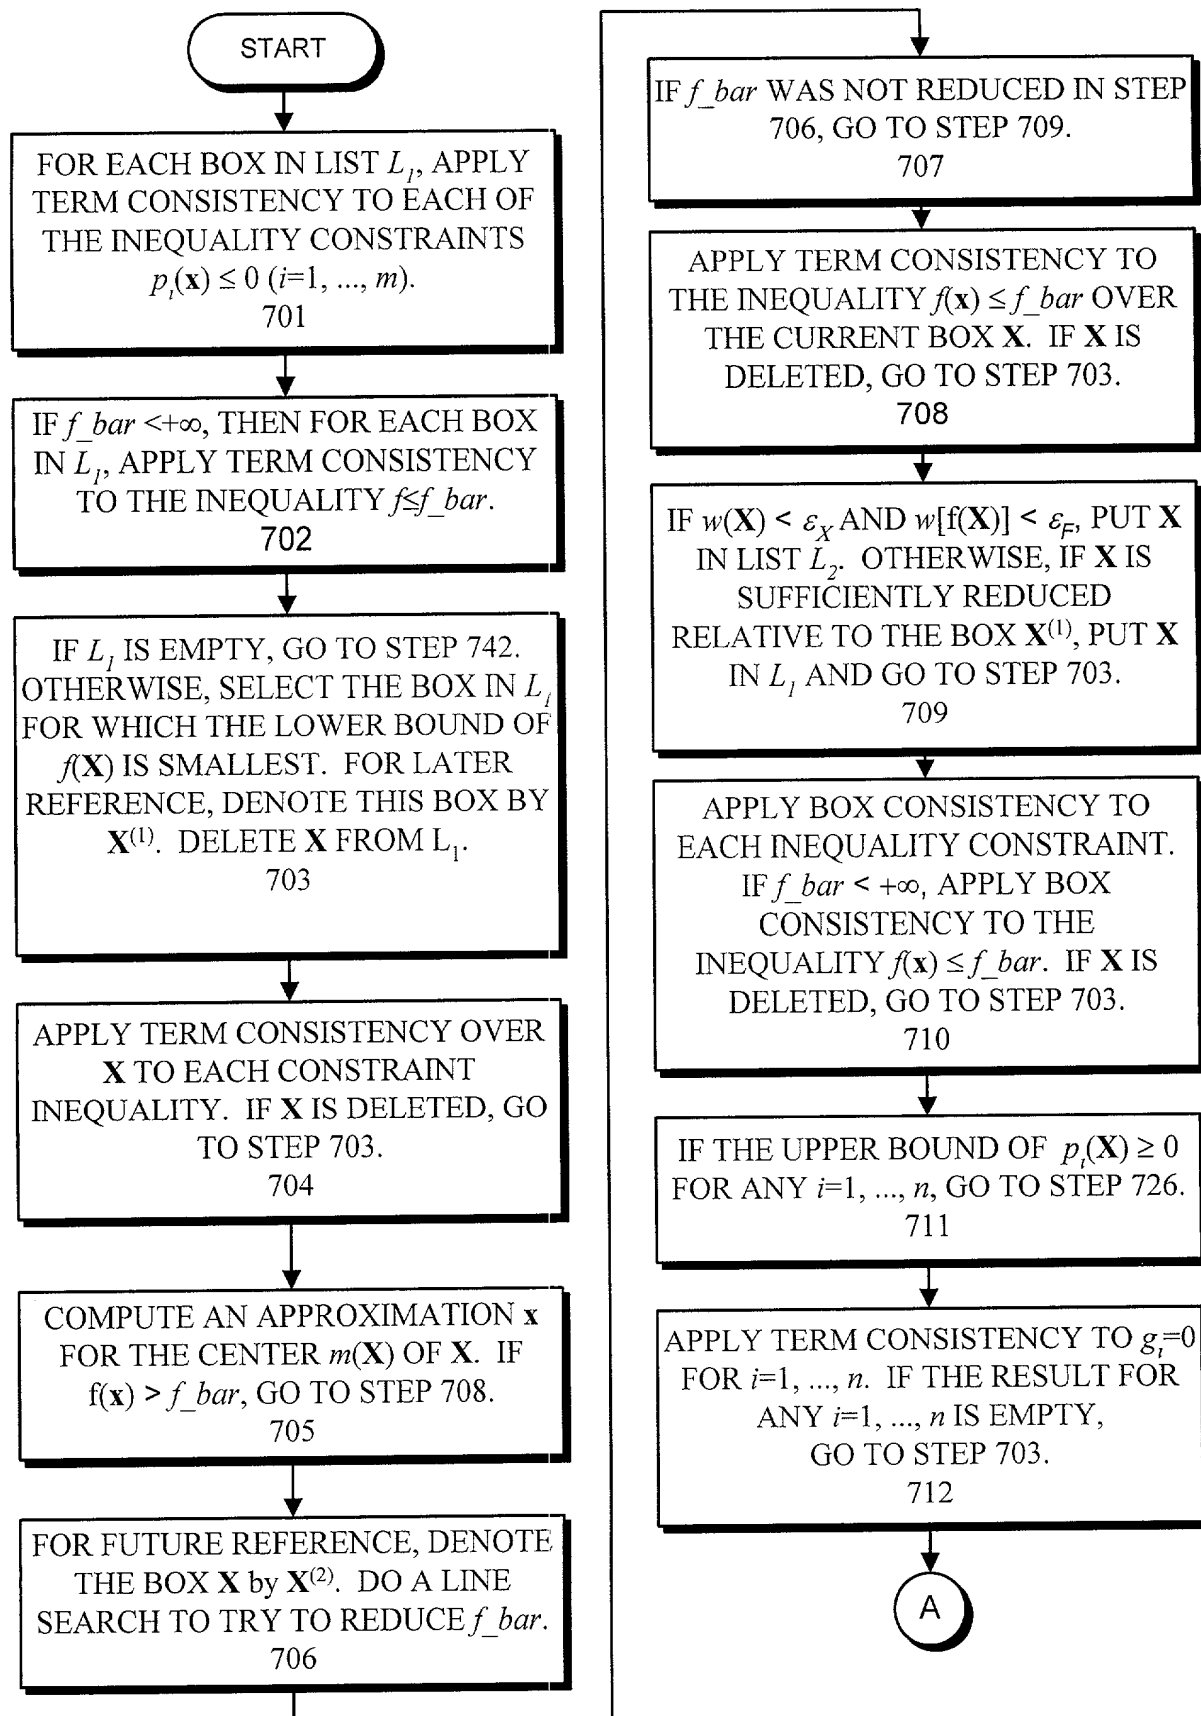 START
FOR EACH BOX IN LIST L₁, APPLY
TERM CONSISTENCY TO EACH OF
THE INEQUALITY CONSTRAINTS
pᵢ(x) ≤ 0 (i=1, ..., m).
701
IF f_bar <+∞, THEN FOR EACH BOX
IN L₁, APPLY TERM CONSISTENCY
TO THE INEQUALITY f≤f_bar.
702
IF L₁ IS EMPTY, GO TO STEP 742.
OTHERWISE, SELECT THE BOX IN L₁
FOR WHICH THE LOWER BOUND OF
f(X) IS SMALLEST. FOR LATER
REFERENCE, DENOTE THIS BOX BY
X⁽¹⁾. DELETE X FROM L₁.
703
APPLY TERM CONSISTENCY OVER
X TO EACH CONSTRAINT
INEQUALITY. IF X IS DELETED, GO
TO STEP 703.
704
COMPUTE AN APPROXIMATION x
FOR THE CENTER m(X) OF X. IF
f(x) > f_bar, GO TO STEP 708.
705
FOR FUTURE REFERENCE, DENOTE
THE BOX X by X⁽²⁾. DO A LINE
SEARCH TO TRY TO REDUCE f_bar.
706
IF f_bar WAS NOT REDUCED IN STEP
706, GO TO STEP 709.
707
APPLY TERM CONSISTENCY TO
THE INEQUALITY f(x) ≤ f_bar OVER
THE CURRENT BOX X. IF X IS
DELETED, GO TO STEP 703.
708
IF w(X) < ε_X AND w[f(X)] < ε_F, PUT X
IN LIST L₂. OTHERWISE, IF X IS
SUFFICIENTLY REDUCED
RELATIVE TO THE BOX X⁽¹⁾, PUT X
IN L₁ AND GO TO STEP 703.
709
APPLY BOX CONSISTENCY TO
EACH INEQUALITY CONSTRAINT.
IF f_bar < +∞, APPLY BOX
CONSISTENCY TO THE
INEQUALITY f(x) ≤ f_bar. IF X IS
DELETED, GO TO STEP 703.
710
IF THE UPPER BOUND OF pᵢ(X) ≥ 0
FOR ANY i=1, ..., n, GO TO STEP 726.
711
APPLY TERM CONSISTENCY TO gᵢ=0
FOR i=1, ..., n. IF THE RESULT FOR
ANY i=1, ..., n IS EMPTY,
GO TO STEP 703.
712
A